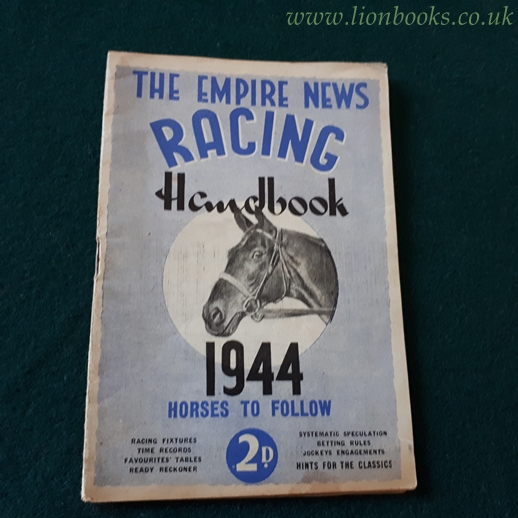 www.lionbooks.co.uk
THE EMPIRE NEWS
RACING
Handbook
1944
HORSES TO FOLLOW
RACING FIXTURES
TIME RECORDS
FAVOURITES' TABLES
READY RECKONER
2D
SYSTEMATIC SPECULATION
BETTING RULES
JOCKEYS ENGAGEMENTS
HINTS FOR THE CLASSICS